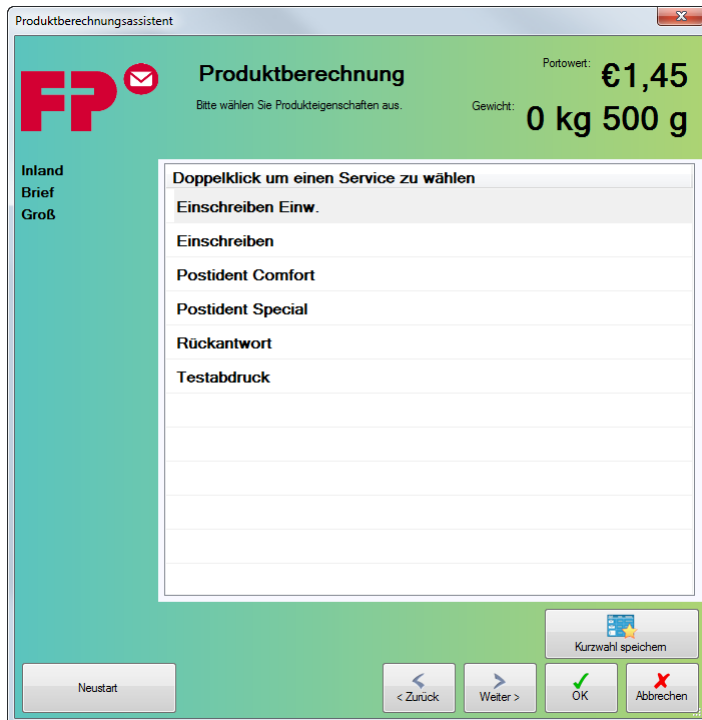 Produktberechnungsassistent
FP
Produktberechnung
Bitte wählen Sie Produkteigenschaften aus.
Portowert: €1,45
Gewicht: 0 kg 500 g
Inland
Brief
Groß
Doppelklick um einen Service zu wählen
Einschreiben Einw.
Einschreiben
Postident Comfort
Postident Special
Rückantwort
Testabdruck
Kurzwahl speichern
Neustart
< Zurück
Weiter >
OK
Abbrechen